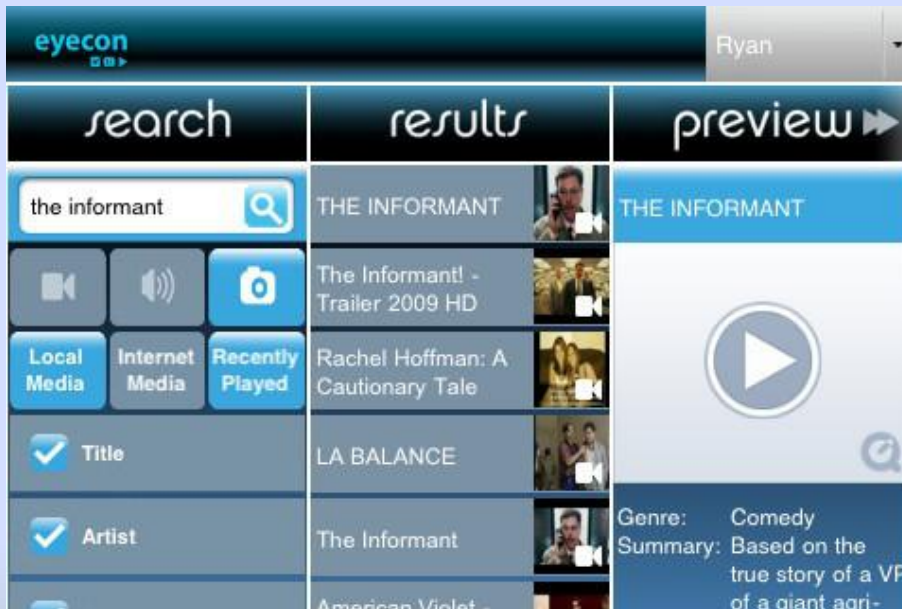 eyecon
Ryan
search
results
preview
the informant
Local
Media
Internet
Media
Recently
Played
Title
Artist
THE INFORMANT
The Informant! -
Trailer 2009 HD
Rachel Hoffman: A
Cautionary Tale
LA BALANCE
The Informant
American Violet -
THE INFORMANT
Genre: Comedy
Summary: Based on the
true story of a VP
of a giant agri-